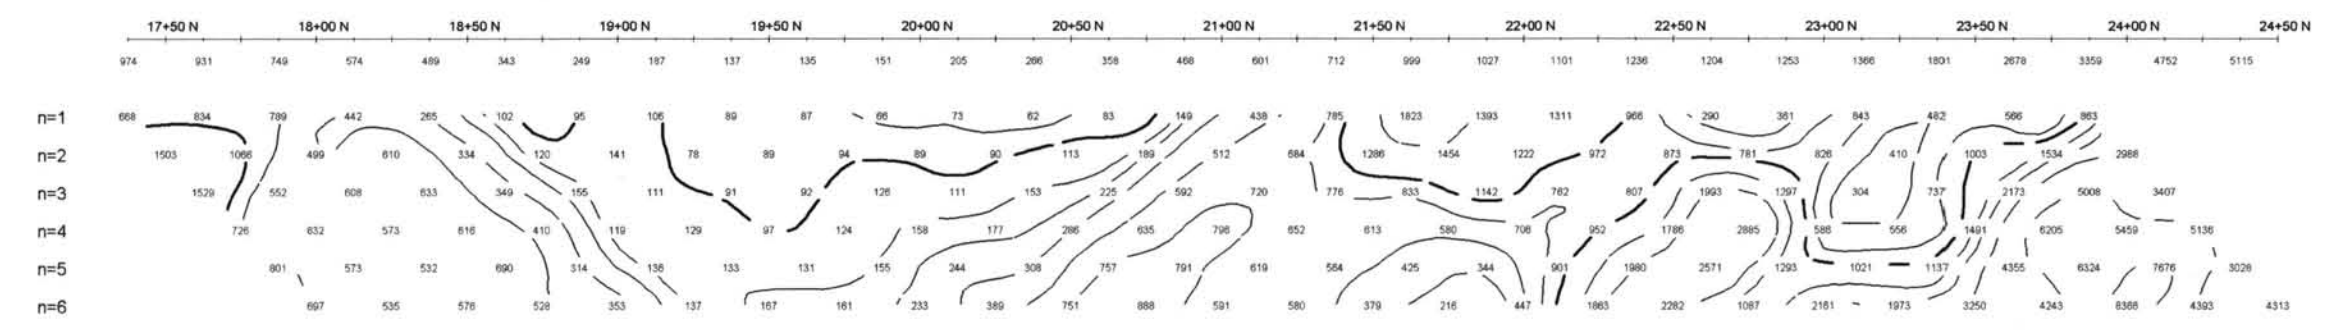 17+50 N 18+00 N 18+50 N 19+00 N 19+50 N 20+00 N 20+50 N 21+00 N 21+50 N 22+00 N 22+50 N 23+00 N 23+50 N 24+00 N 24+50 N
974 931 749 574 489 343 249 187 137 135 151 205 266 358 468 601 712 999 1027 1101 1236 1204 1253 1366 1801 2678 3359 4752 5115
n=1 668 834 789 442 265 102 95 106 89 87 66 73 62 83 149 438 785 1823 1393 1311 966 290 361 843 482 566 863
n=2 1503 1066 499 610 334 120 141 78 89 94 89 90 113 189 512 684 1286 1454 1222 972 873 781 826 410 1003 1534 2988
n=3 1529 552 608 633 349 155 111 91 92 126 111 153 225 592 720 776 833 1142 762 807 1993 1297 304 737 2173 5008 3407
n=4 726 632 573 616 410 119 129 97 124 158 177 286 635 796 652 613 580 706 952 1786 2885 586 556 1491 6205 5459 5136
n=5 801 573 532 690 314 136 133 131 155 244 308 757 791 619 564 425 344 901 1980 2571 1293 1021 1137 4355 6324 7676 3026
n=6 697 535 576 528 353 137 167 161 233 389 751 888 591 580 379 216 447 1863 2282 1087 2161 1973 3250 4243 8366 4393 4313